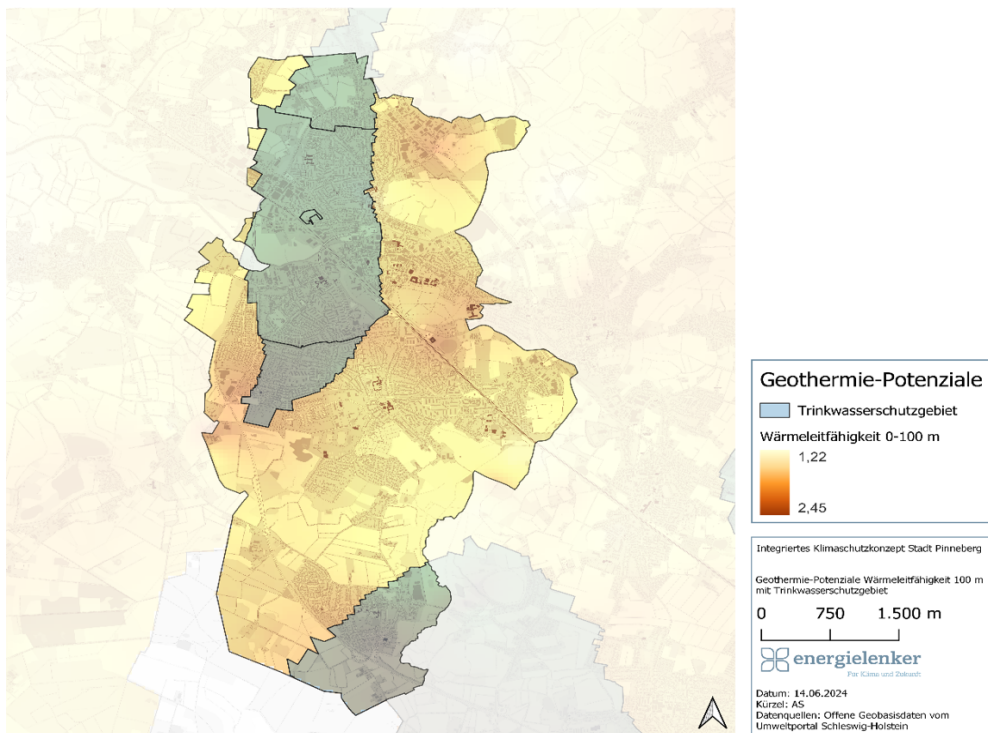 Geothermie-Potenziale
Trinkwasserschutzgebiet
Wärmeleitfähigkeit 0-100 m
1,22
2,45
Integriertes Klimaschutzkonzept Stadt Pinneberg
Geothermie-Potenziale Wärmeleitfähigkeit 100 m
mit Trinkwasserschutzgebiet
0 750 1.500 m
energielenker
Für Klima und Zukunft
Datum: 14.06.2024
Kürzel: AS
Datenquellen: Offene Geobasisdaten vom
Umweltportal Schleswig-Holstein